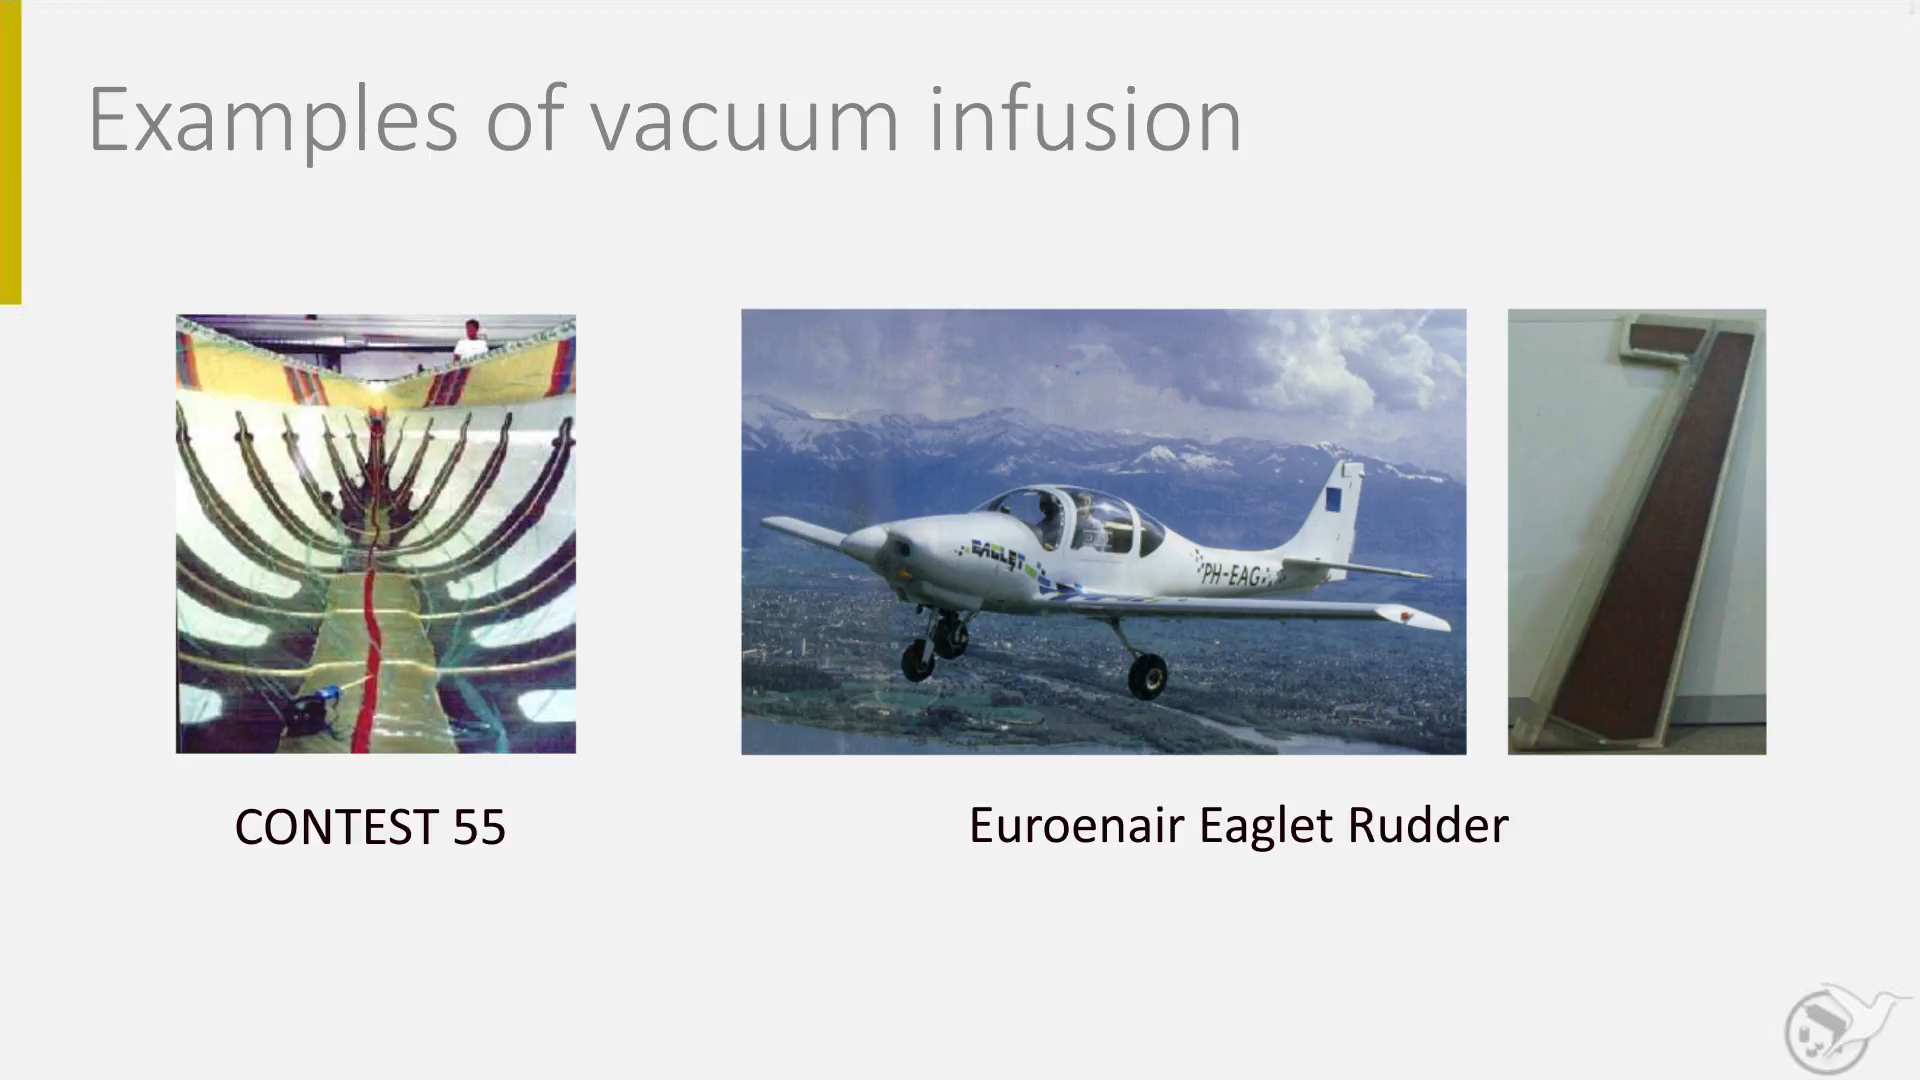 Examples of vacuum infusion
EAGLET
PH-EAG
CONTEST 55
Euroenair Eaglet Rudder